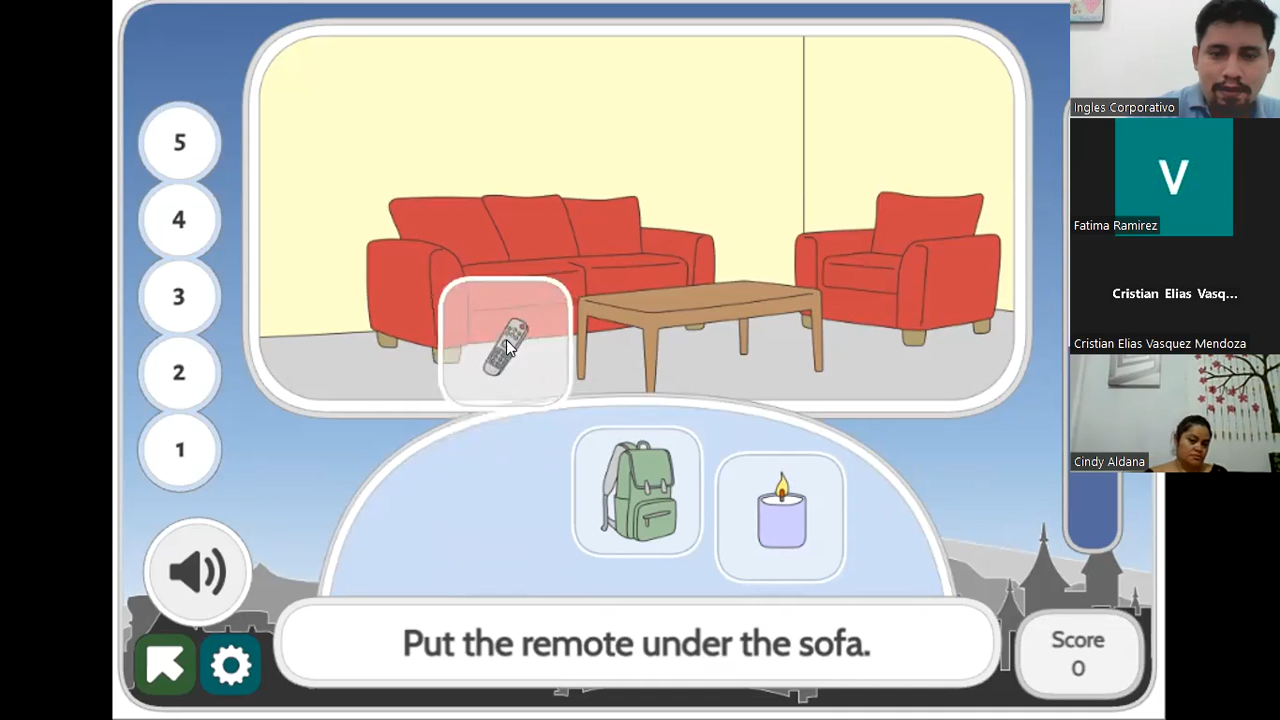 5
4
3
2
1
Put the remote under the sofa.
Score
0
Ingles Corporativo
V
Fatima Ramirez
Cristian Elias Vasq...
Cristian Elias Vasquez Mendoza
Cindy Aldana